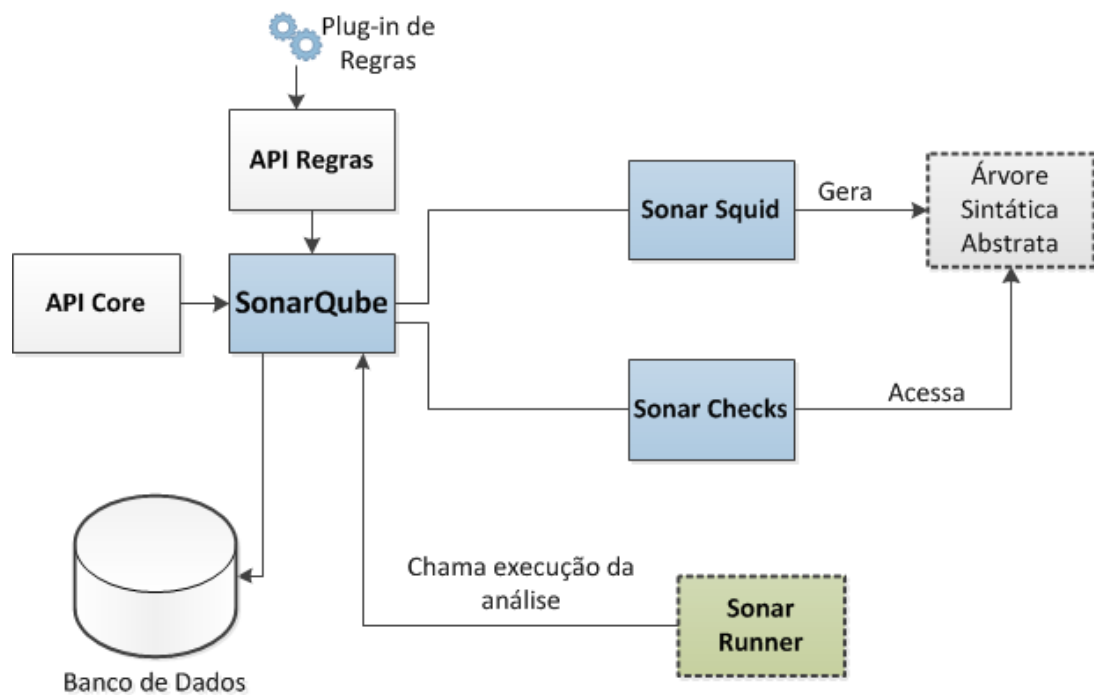 Plug-in de
Regras
API Regras
Sonar Squid
Gera
Árvore
Sintática
Abstrata
API Core
SonarQube
Sonar Checks
Acessa
Chama execução da
análise
Sonar
Runner
Banco de Dados